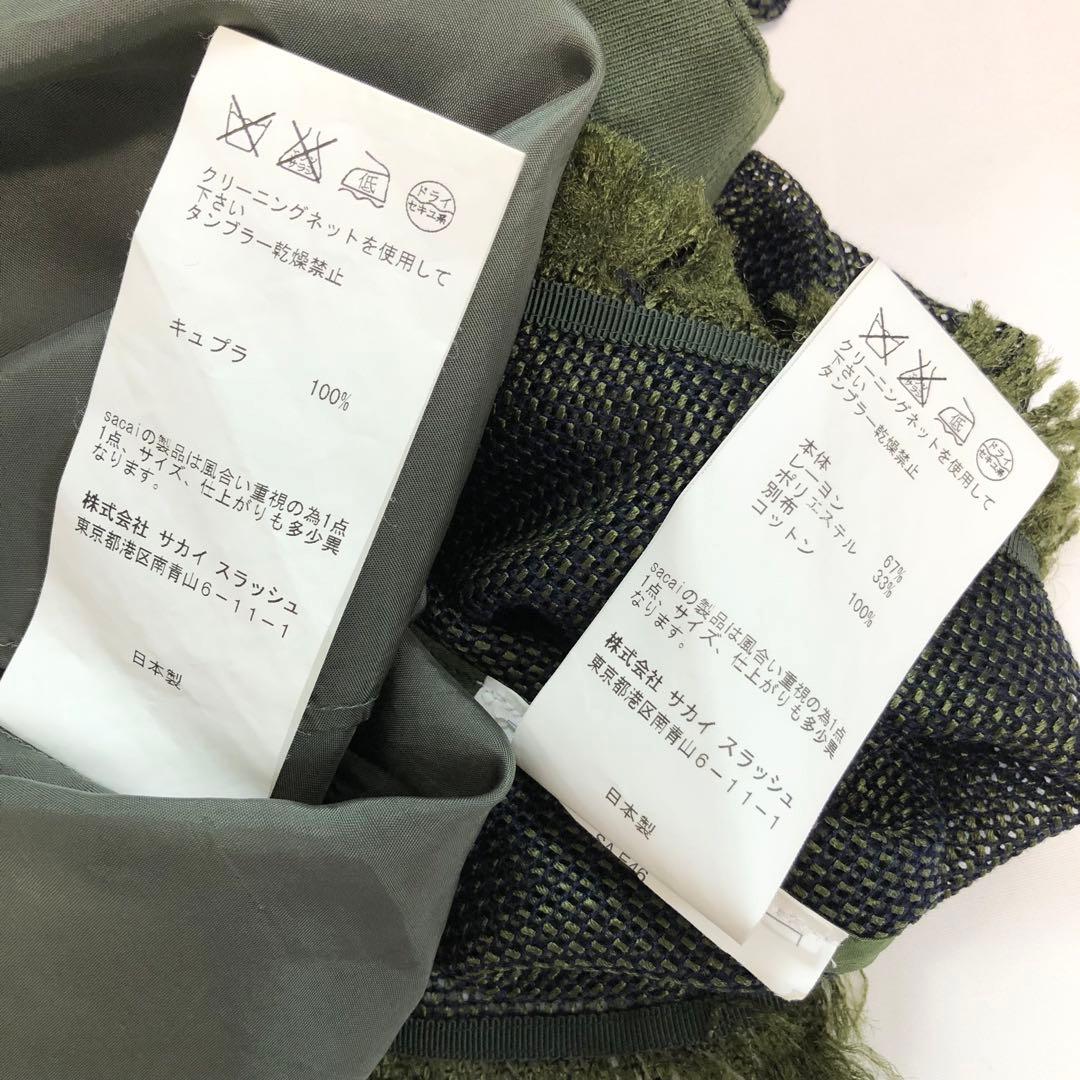 エンソサラシ
低
ドライ
セキユ系
クリーニングネットを使用して
下さい
タンブラー乾燥禁止
キュプラ
100%
sacaiの製品は風合い重視の為1点
1点、サイズ、仕上がりも多少異
なります。
株式会社 サカイ スラッシュ
東京都港区南青山6-11-1
日本製
低
ドライ
セキユ系
クリーニングネットを使用して
下さい
タンブラー乾燥禁止
本体
レーヨン 67%
ポリエステル 33%
別布
コットン 100%
sacaiの製品は風合い重視の為1点
1点、サイズ、仕上がりも多少異
なります。
株式会社 サカイ スラッシュ
東京都港区南青山6-11-1
日本製